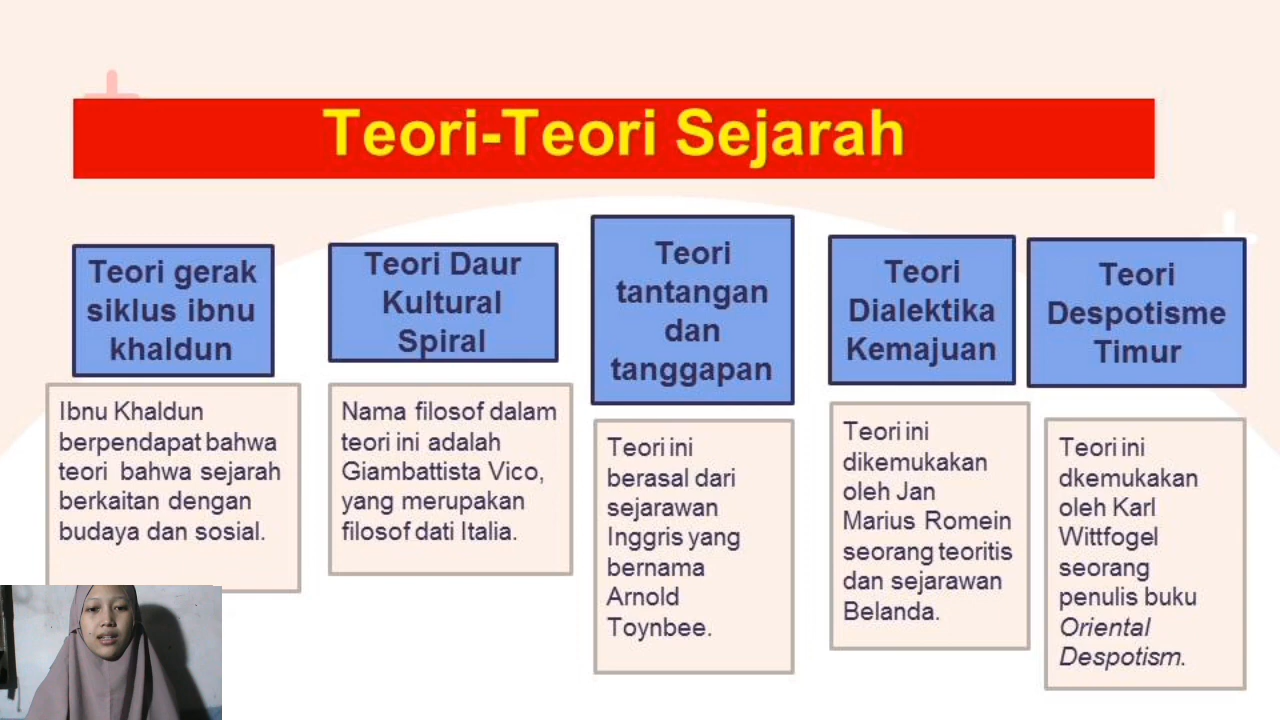 Teori-Teori Sejarah
Teori gerak
siklus ibnu
khaldun
Ibnu Khaldun
berpendapat bahwa
teori bahwa sejarah
berkaitan dengan
budaya dan sosial.
Teori Daur
Kultural
Spiral
Nama filosof dalam
teori ini adalah
Giambattista Vico,
yang merupakan
filosof dati Italia.
Teori
tantangan
dan
tanggapan
Teori ini
berasal dari
sejarawan
Inggris yang
bernama
Arnold
Toynbee.
Teori
Dialektika
Kemajuan
Teori ini
dikemukakan
oleh Jan
Marius Romein
seorang teoritis
dan sejarawan
Belanda.
Teori
Despotisme
Timur
Teori ini
dkemukakan
oleh Karl
Wittfogel
seorang
penulis buku
Oriental
Despotism.